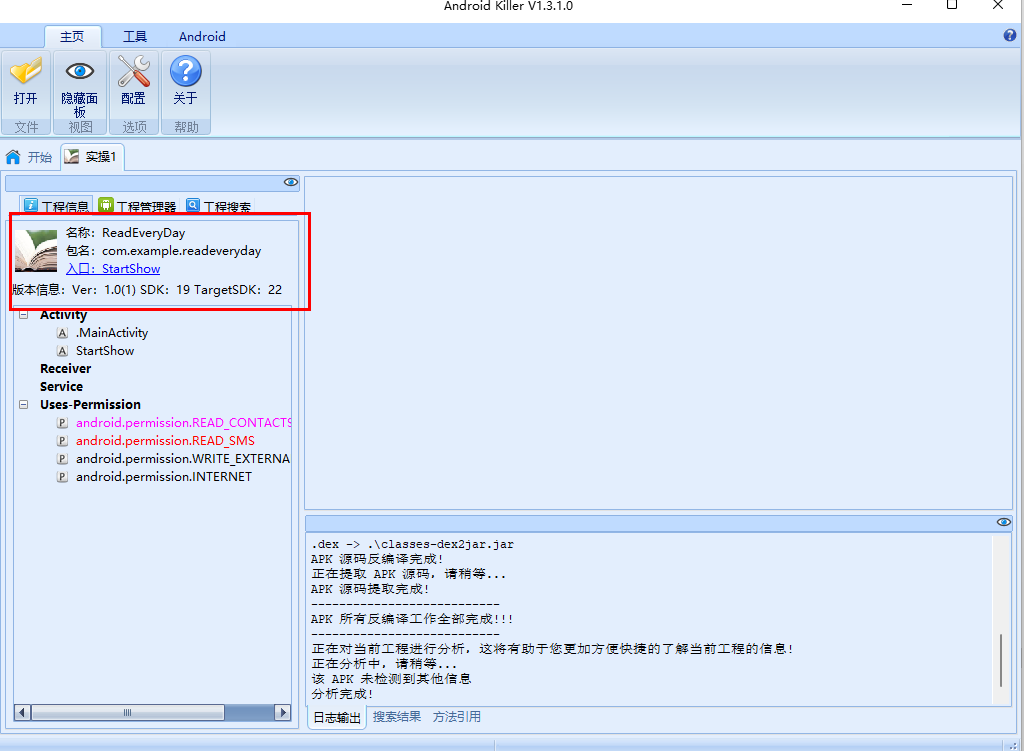 Android Killer V1.3.1.0
主页 工具 Android
打开 隐藏面板 配置 关于
文件 视图 选项 帮助
开始 实操1
工程信息 工程管理器 工程搜索
名称: ReadEveryDay
包名: com.example.readeveryday
入口: StartShow
版本信息: Ver: 1.0(1) SDK: 19 TargetSDK: 22
Activity
A .MainActivity
A StartShow
Receiver
Service
Uses-Permission
P android.permission.READ_CONTACTS
P android.permission.READ_SMS
P android.permission.WRITE_EXTERNA
P android.permission.INTERNET
.dex -> .\classes-dex2jar.jar
APK 源码反编译完成!
正在提取 APK 源码, 请稍等...
APK 源码提取完成!
---------------------------
APK 所有反编译工作全部完成!!!
---------------------------
正在对当前工程进行分析, 这将有助于您更加方便快捷的了解当前工程的信息!
正在分析中, 请稍等...
该 APK 未检测到其他信息
分析完成!
日志输出 搜索结果 方法引用